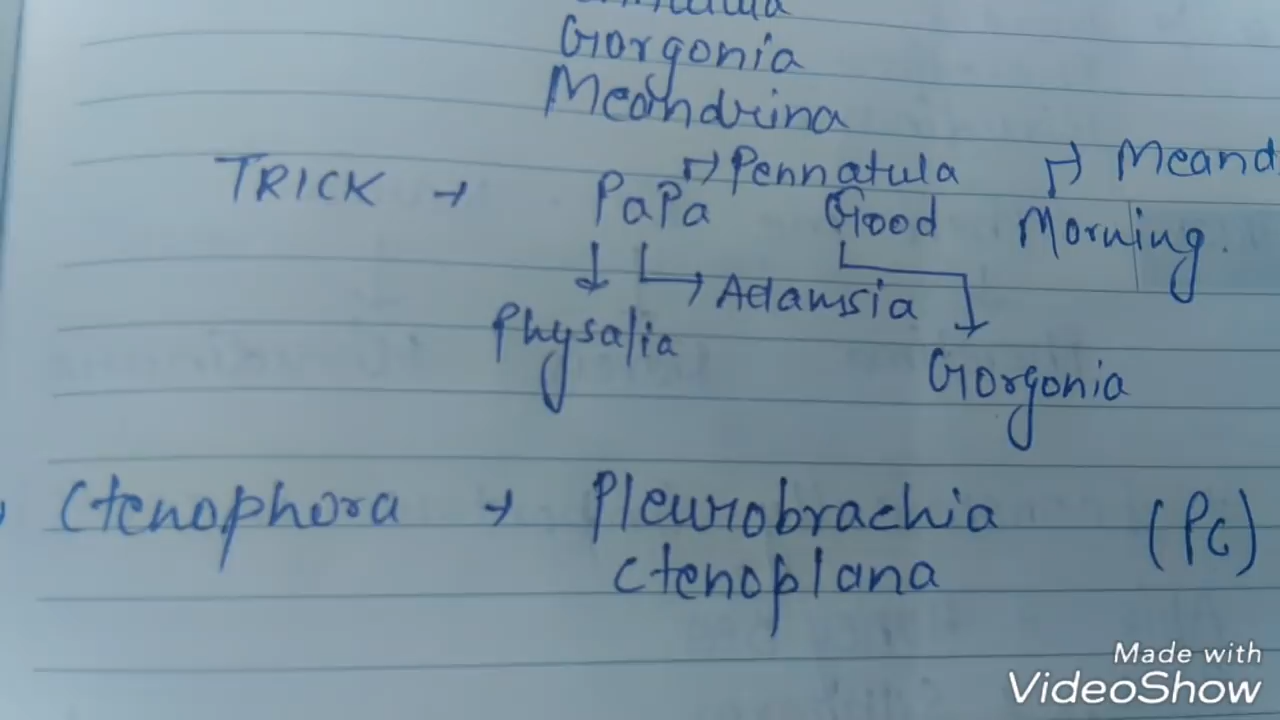 Gorgonia
Meandrina
TRICK → PaPa Good Morning.
→ Pennatula → Meand
→ Adamsia
Physalia
Gorgonia
Ctenophora → Pleurobrachia (PC)
Ctenoplana
Made with
VideoShow